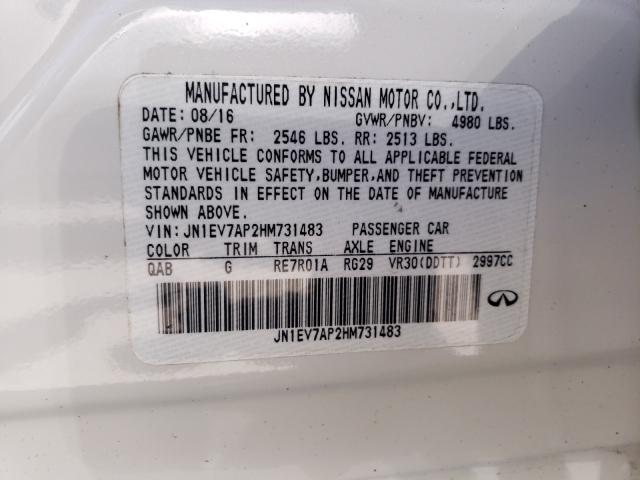 MANUFACTURED BY NISSAN MOTOR CO.,LTD.
DATE: 08/16 GVWR/PNBV: 4980 LBS.
GAWR/PNBE FR: 2546 LBS. RR: 2513 LBS.
THIS VEHICLE CONFORMS TO ALL APPLICABLE FEDERAL
MOTOR VEHICLE SAFETY,BUMPER,AND THEFT PREVENTION
STANDARDS IN EFFECT ON THE DATE OF MANUFACTURE
SHOWN ABOVE.
VIN: JN1EV7AP2HM731483 PASSENGER CAR
COLOR TRIM TRANS AXLE ENGINE
QAB G RE7R01A RG29 VR30(DDTT) 2997CC
JN1EV7AP2HM731483